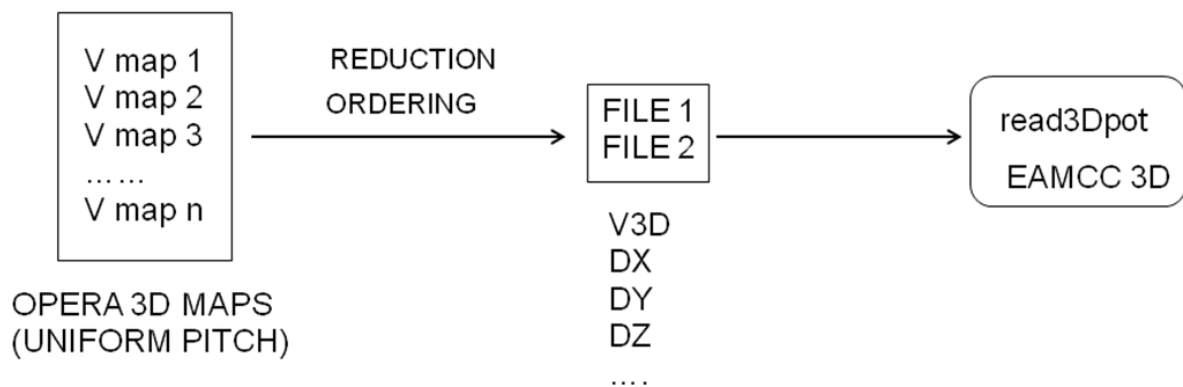 V map 1
V map 2
V map 3
... ...
V map n
OPERA 3D MAPS
(UNIFORM PITCH)
REDUCTION
ORDERING
FILE 1
FILE 2
V3D
DX
DY
DZ
....
read3Dpot
EAMCC 3D